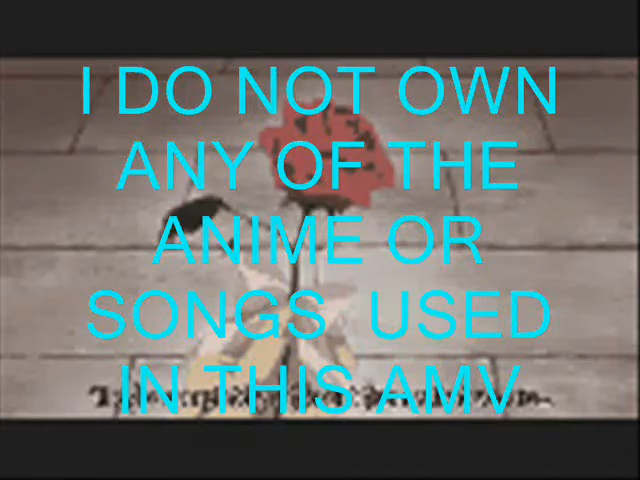 I DO NOT OWN
ANY OF THE
ANIME OR
SONGS USED
IN THIS AMV